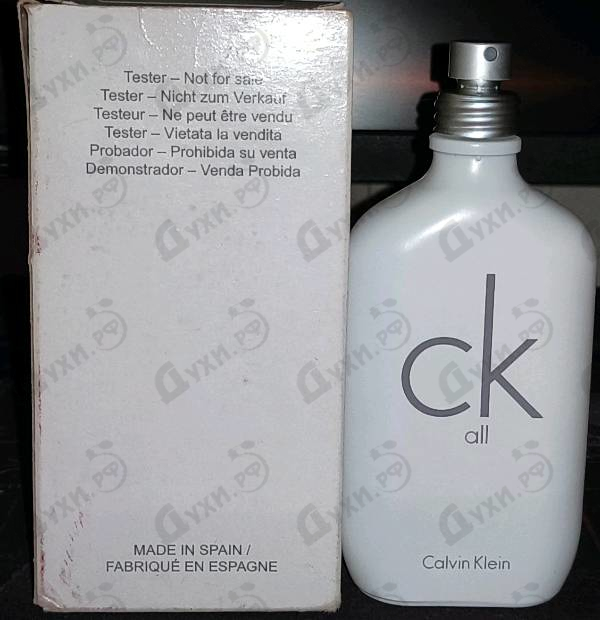 Tester – Not for sale
Tester – Nicht zum Verkauf
Testeur – Ne peut être vendu
Tester – Vietata la vendita
Probador – Prohibida su venta
Demonstrador – Venda Probida
MADE IN SPAIN /
FABRIQUÉ EN ESPAGNE
ck
all
Calvin Klein
Духи.рф